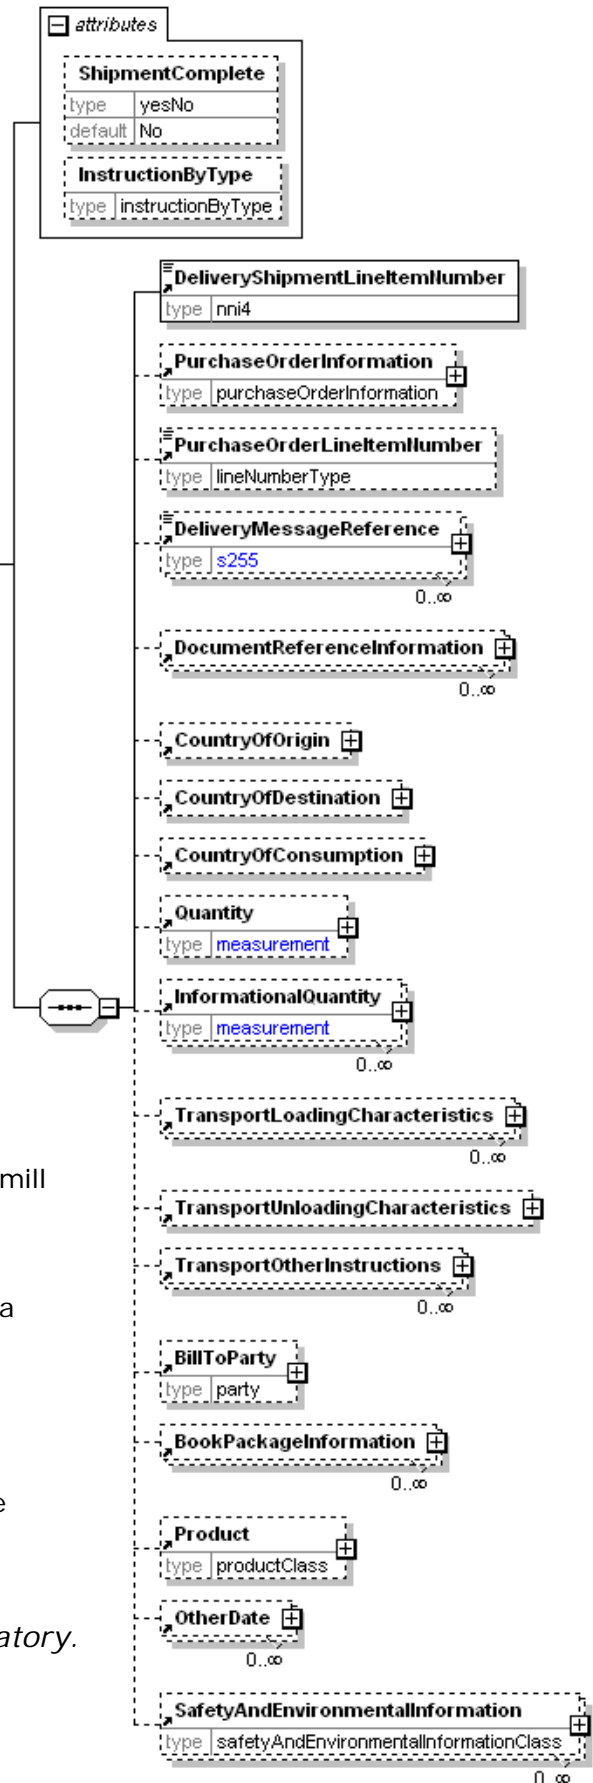 attributes
ShipmentComplete
type yesNo
default No
InstructionByType
type instructionByType
DeliveryShipmentLineItemNumber
type nni4
PurchaseOrderInformation
type purchaseOrderInformation
PurchaseOrderLineItemNumber
type lineNumberType
DeliveryMessageReference
type s255
0..∞
DocumentReferenceInformation
0..∞
CountryOfOrigin
CountryOfDestination
CountryOfConsumption
Quantity
type measurement
InformationalQuantity
type measurement
0..∞
TransportLoadingCharacteristics
0..∞
mill
TransportUnloadingCharacteristics
TransportOtherInstructions
a
0..∞
BillToParty
type party
BookPackageInformation
0..∞
e
Product
type productClass
OtherDate
atory.
0..∞
SafetyAndEnvironmentalInformation
type safetyAndEnvironmentalInformationClass
0..∞